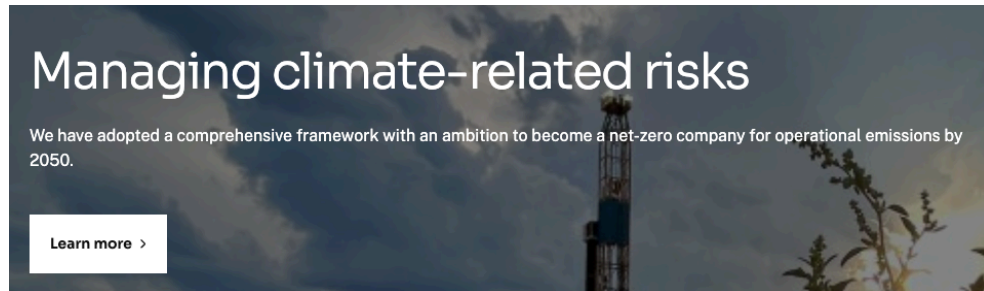 Managing climate-related risks
We have adopted a comprehensive framework with an ambition to become a net-zero company for operational emissions by
2050.
Learn more >